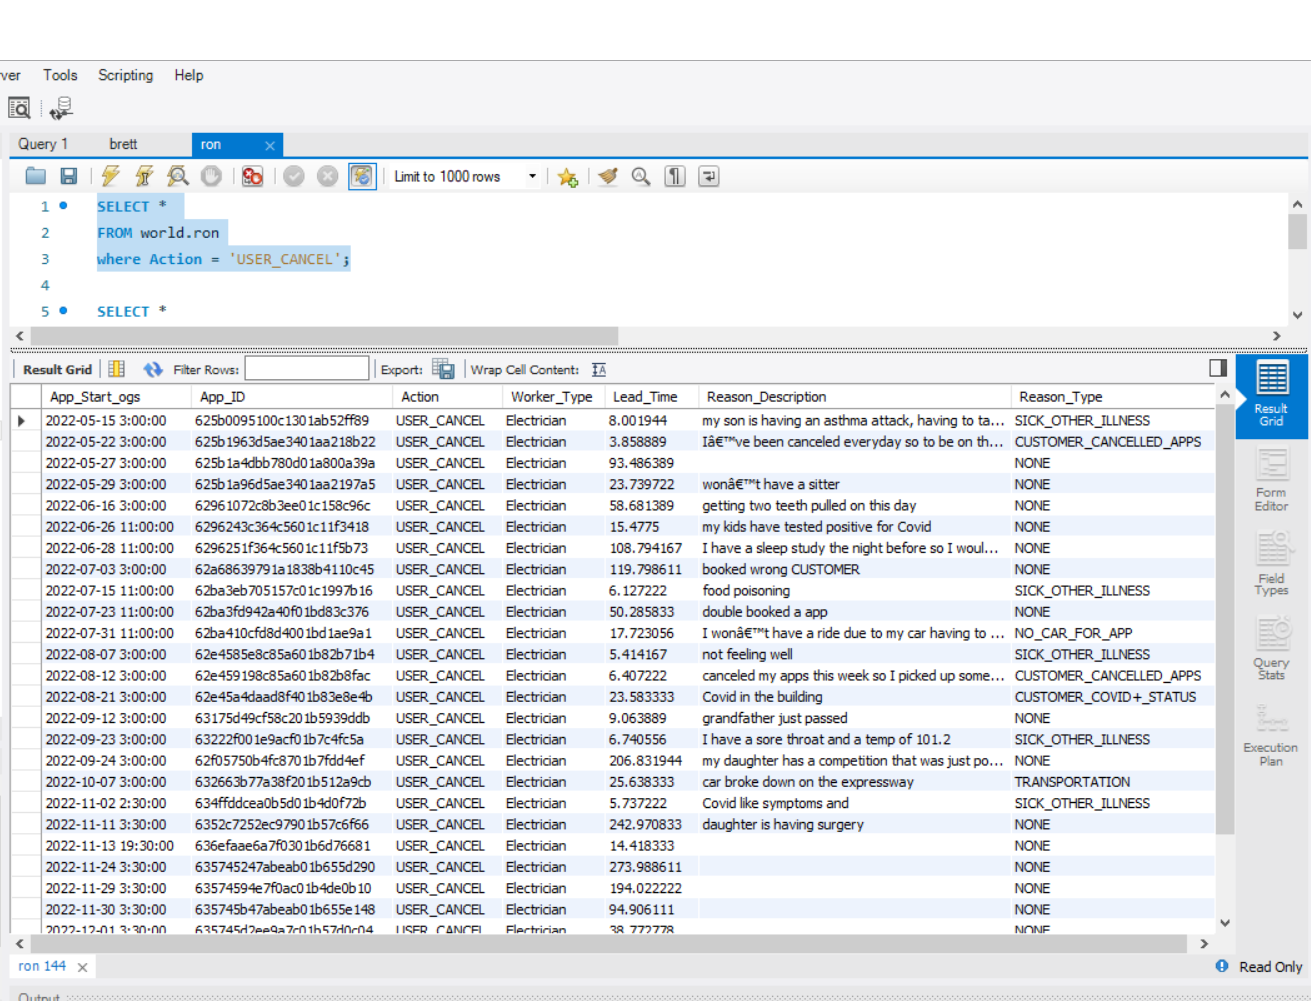 ver Tools Scripting Help
Query 1 brett ron ×
Limit to 1000 rows
1 SELECT *
2 FROM world.ron
3 where Action = 'USER_CANCEL';
4
5 SELECT *
Result Grid Filter Rows: Export: Wrap Cell Content:
App_Start_ogs App_ID Action Worker_Type Lead_Time Reason_Description Reason_Type
2022-05-15 3:00:00 625b0095100c1301ab52ff89 USER_CANCEL Electrician 8.001944 my son is having an asthma attack, having to ta... SICK_OTHER_ILLNESS
2022-05-22 3:00:00 625b1963d5ae3401aa218b22 USER_CANCEL Electrician 3.858889 Iâ€™ve been canceled everyday so to be on th... CUSTOMER_CANCELLED_APPS
2022-05-27 3:00:00 625b1a4dbb780d01a800a39a USER_CANCEL Electrician 93.486389 NONE
2022-05-29 3:00:00 625b1a96d5ae3401aa2197a5 USER_CANCEL Electrician 23.739722 wonâ€™t have a sitter NONE
2022-06-16 3:00:00 62961072c8b3ee01c158c96c USER_CANCEL Electrician 58.681389 getting two teeth pulled on this day NONE
2022-06-26 11:00:00 6296243c364c5601c11f3418 USER_CANCEL Electrician 15.4775 my kids have tested positive for Covid NONE
2022-06-28 11:00:00 6296251f364c5601c11f5b73 USER_CANCEL Electrician 108.794167 I have a sleep study the night before so I woul... NONE
2022-07-03 3:00:00 62a68639791a1838b4110c45 USER_CANCEL Electrician 119.798611 booked wrong CUSTOMER NONE
2022-07-15 11:00:00 62ba3eb705157c01c1997b16 USER_CANCEL Electrician 6.127222 food poisoning SICK_OTHER_ILLNESS
2022-07-23 11:00:00 62ba3fd942a40f01bd83c376 USER_CANCEL Electrician 50.285833 double booked a app NONE
2022-07-31 11:00:00 62ba410cfd8d4001bd1ae9a1 USER_CANCEL Electrician 17.723056 I wonâ€™t have a ride due to my car having to ... NO_CAR_FOR_APP
2022-08-07 3:00:00 62e4585e8c85a601b82b71b4 USER_CANCEL Electrician 5.414167 not feeling well SICK_OTHER_ILLNESS
2022-08-12 3:00:00 62e459198c85a601b82b8fac USER_CANCEL Electrician 6.407222 canceled my apps this week so I picked up some... CUSTOMER_CANCELLED_APPS
2022-08-21 3:00:00 62e45a4daad8f401b83e8e4b USER_CANCEL Electrician 23.583333 Covid in the building CUSTOMER_COVID+_STATUS
2022-09-12 3:00:00 63175d49cf58c201b5939ddb USER_CANCEL Electrician 9.063889 grandfather just passed NONE
2022-09-23 3:00:00 63222f001e9acf01b7c4fc5a USER_CANCEL Electrician 6.740556 I have a sore throat and a temp of 101.2 SICK_OTHER_ILLNESS
2022-09-24 3:00:00 62f05750b4fc8701b7fdd4ef USER_CANCEL Electrician 206.831944 my daughter has a competition that was just po... NONE
2022-10-07 3:00:00 632663b77a38f201b512a9cb USER_CANCEL Electrician 25.638333 car broke down on the expressway TRANSPORTATION
2022-11-02 2:30:00 634ffddcea0b5d01b4d0f72b USER_CANCEL Electrician 5.737222 Covid like symptoms and SICK_OTHER_ILLNESS
2022-11-11 3:30:00 6352c7252ec97901b57c6f66 USER_CANCEL Electrician 242.970833 daughter is having surgery NONE
2022-11-13 19:30:00 636efaae6a7f0301b6d76681 USER_CANCEL Electrician 14.418333 NONE
2022-11-24 3:30:00 635745247abeab01b655d290 USER_CANCEL Electrician 273.988611 NONE
2022-11-29 3:30:00 63574594e7f0ac01b4de0b10 USER_CANCEL Electrician 194.022222 NONE
2022-11-30 3:30:00 635745b47abeab01b655e148 USER_CANCEL Electrician 94.906111 NONE
2022-12-01 3:30:00 635745d2ee9a7c01b57d0c04 USER_CANCEL Electrician 38.772778 NONE
Result Grid
Form Editor
Field Types
Query Stats
Execution Plan
ron 144 × Read Only
Output